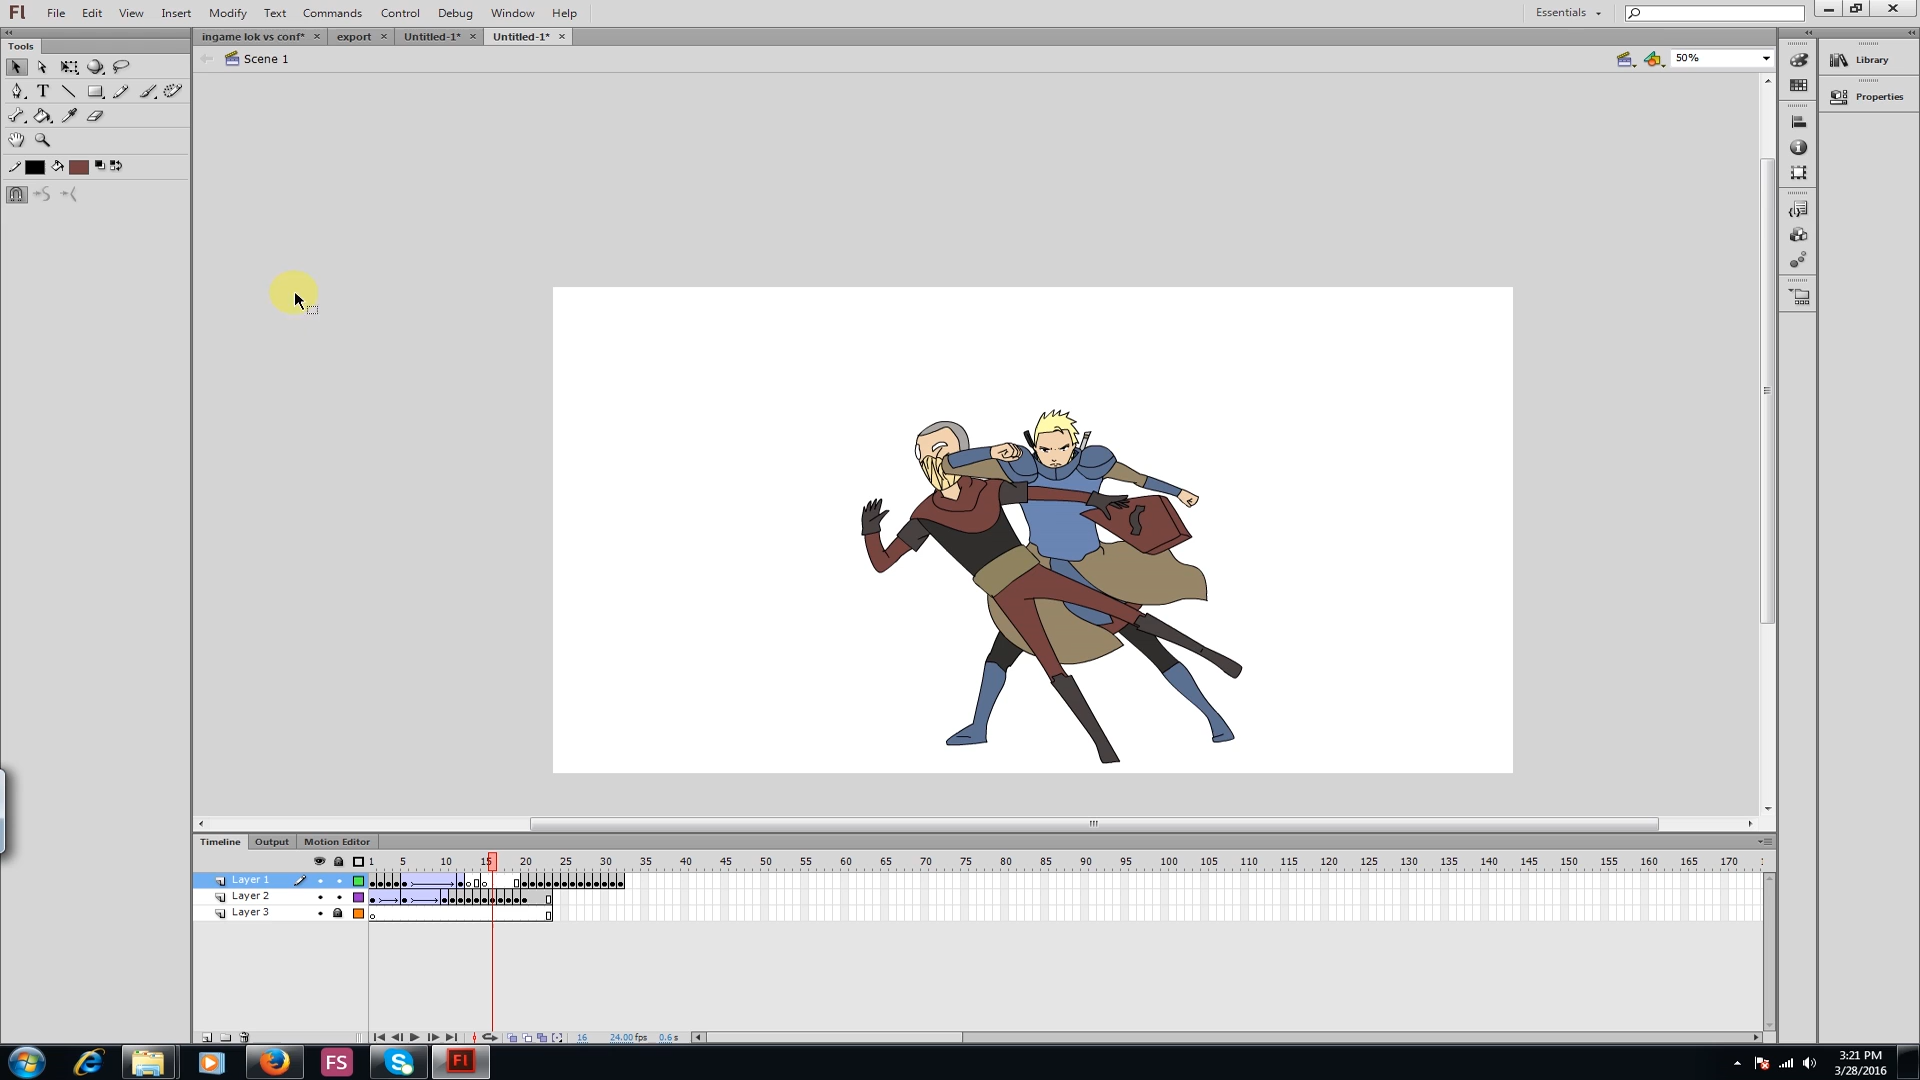 Fl File Edit View Insert Modify Text Commands Control Debug Window Help Essentials
Tools
ingame lok vs conf* × export × Untitled-1* × Untitled-1* ×
Scene 1
50%
Library
Properties
T
Timeline Output Motion Editor
1 5 10 15 20 25 30 35 40 45 50 55 60 65 70 75 80 85 90 95 100 105 110 115 120 125 130 135 140 145 150 155 160 165 170
Layer 1
Layer 2
Layer 3
16 24.00 fps 0.6 s
FS
S
Fl
3:21 PM
3/28/2016